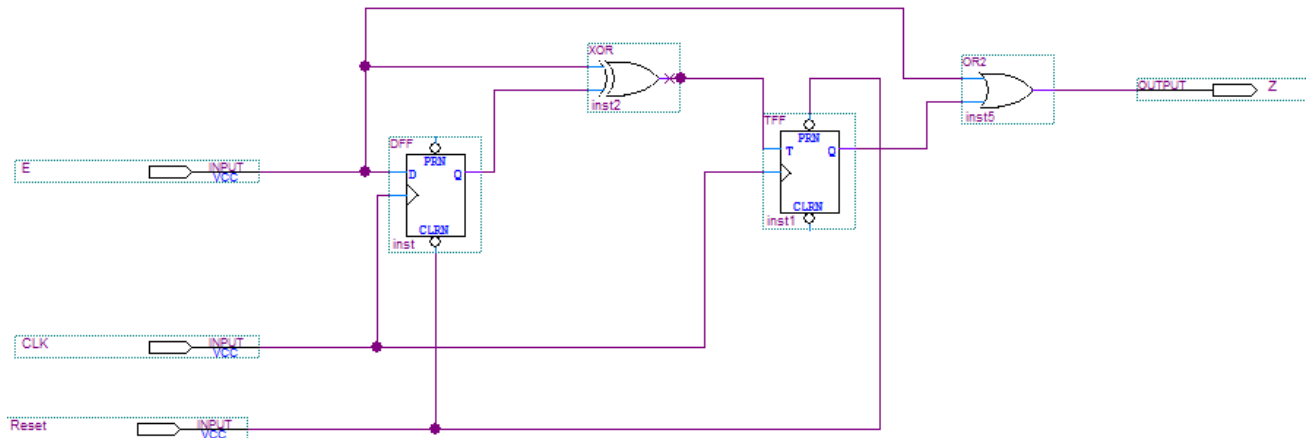 XOR
inst2
OR2
inst5
OUTPUT
Z
DFF
PRN
D
Q
CLRN
inst
TFF
PRN
T
Q
CLRN
inst1
E
INPUT
VCC
CLK
INPUT
VCC
Reset
INPUT
VCC